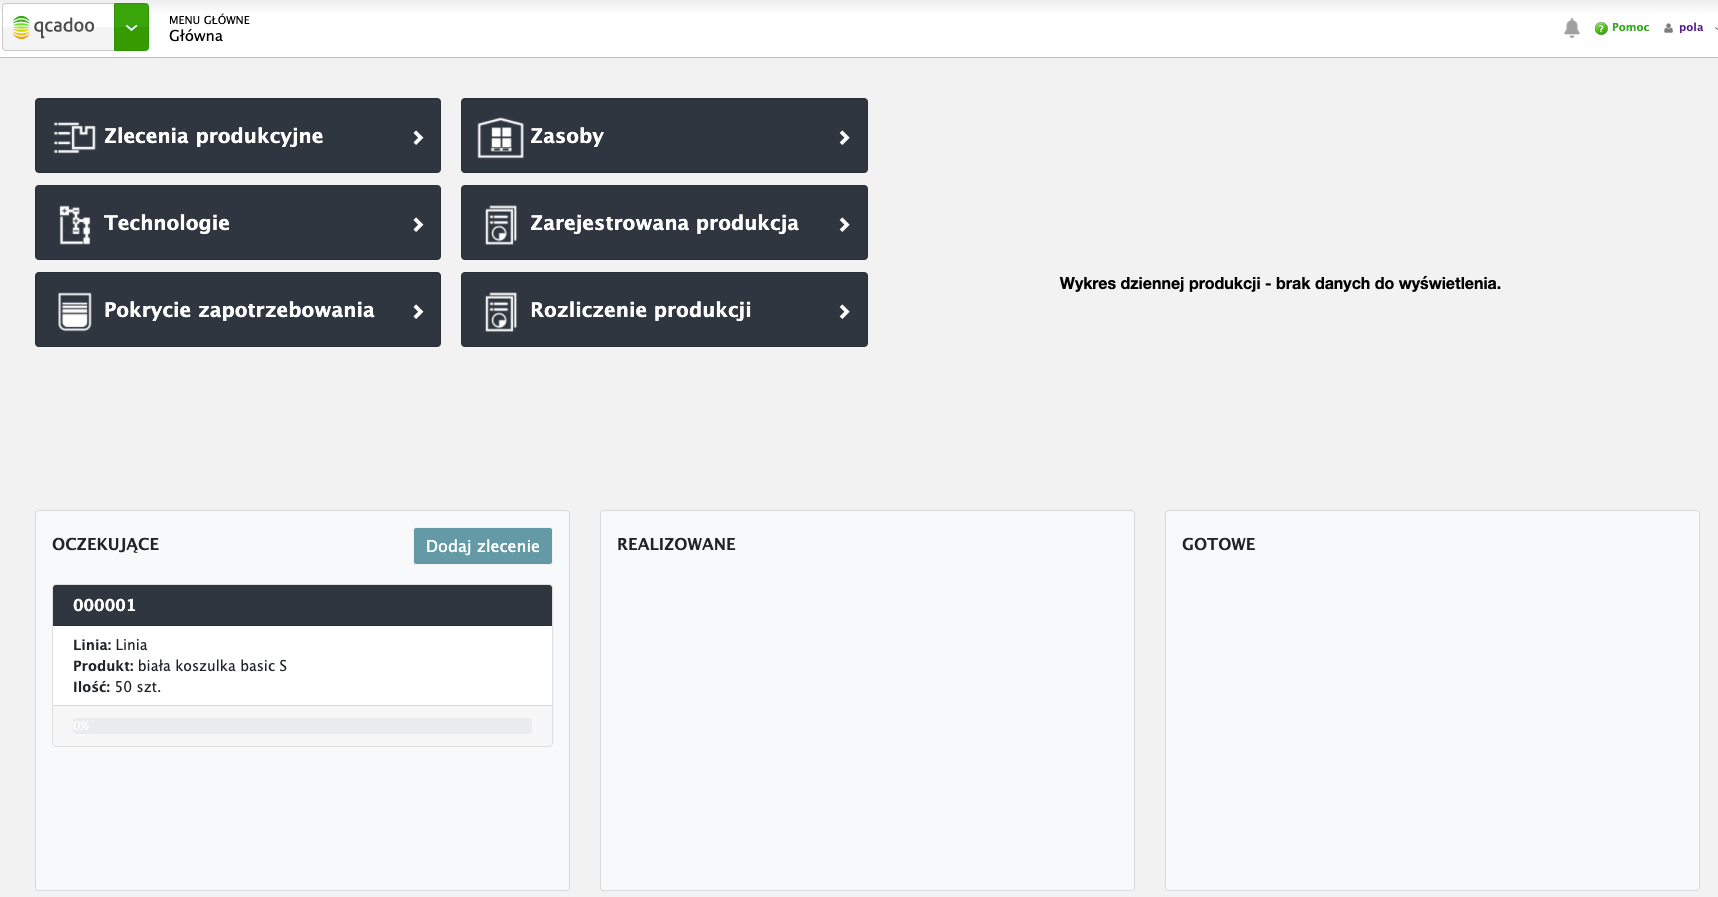 qcadoo
MENU GŁÓWNE
Główna
Pomoc
pola
Zlecenia produkcyjne
Zasoby
Technologie
Zarejestrowana produkcja
Pokrycie zapotrzebowania
Rozliczenie produkcji
Wykres dziennej produkcji - brak danych do wyświetlenia.
OCZEKUJĄCE
Dodaj zlecenie
000001
Linia: Linia
Produkt: biała koszulka basic S
Ilość: 50 szt.
0%
REALIZOWANE
GOTOWE